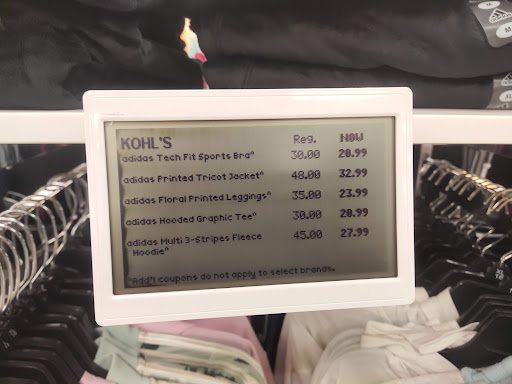 KOHL'S Reg. NOW
adidas Tech Fit Sports Bra^ 30.00 20.99
adidas Printed Tricot Jacket^ 48.00 32.99
adidas Floral Printed Leggings^ 35.00 23.99
adidas Hooded Graphic Tee^ 30.00 20.99
adidas Multi 3-Stripes Fleece 45.00 27.99
Hoodie^
^Add'l coupons do not apply to select brands.
adidas
M
XL